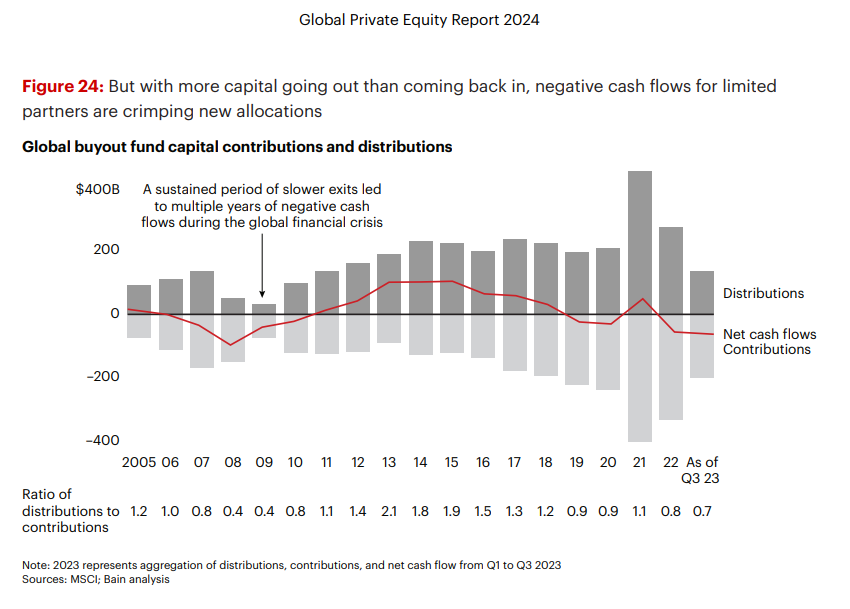 Global Private Equity Report 2024
Figure 24: But with more capital going out than coming back in, negative cash flows for limited
partners are crimping new allocations
Global buyout fund capital contributions and distributions
$400B
A sustained period of slower exits led
to multiple years of negative cash
flows during the global financial crisis
200
0
–200
–400
Distributions
Net cash flows
Contributions
2005 06 07 08 09 10 11 12 13 14 15 16 17 18 19 20 21 22 As of
Q3 23
Ratio of
distributions to 1.2 1.0 0.8 0.4 0.4 0.8 1.1 1.4 2.1 1.8 1.9 1.5 1.3 1.2 0.9 0.9 1.1 0.8 0.7
contributions
Note: 2023 represents aggregation of distributions, contributions, and net cash flow from Q1 to Q3 2023
Sources: MSCI; Bain analysis